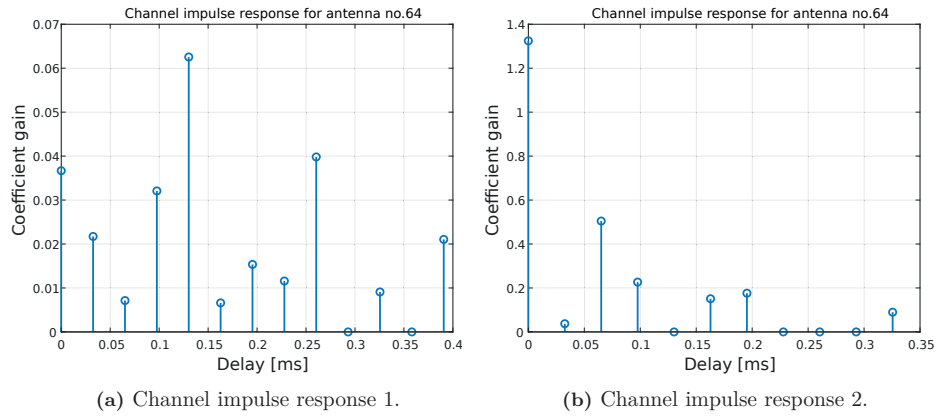 Channel impulse response for antenna no.64
0.07
0.06
0.05
0.04
0.03
0.02
0.01
0
Coefficient gain
0 0.05 0.1 0.15 0.2 0.25 0.3 0.35 0.4
Delay [ms]
(a) Channel impulse response 1.
Channel impulse response for antenna no.64
1.4
1.2
1
0.8
0.6
0.4
0.2
0
Coefficient gain
0 0.05 0.1 0.15 0.2 0.25 0.3 0.35
Delay [ms]
(b) Channel impulse response 2.